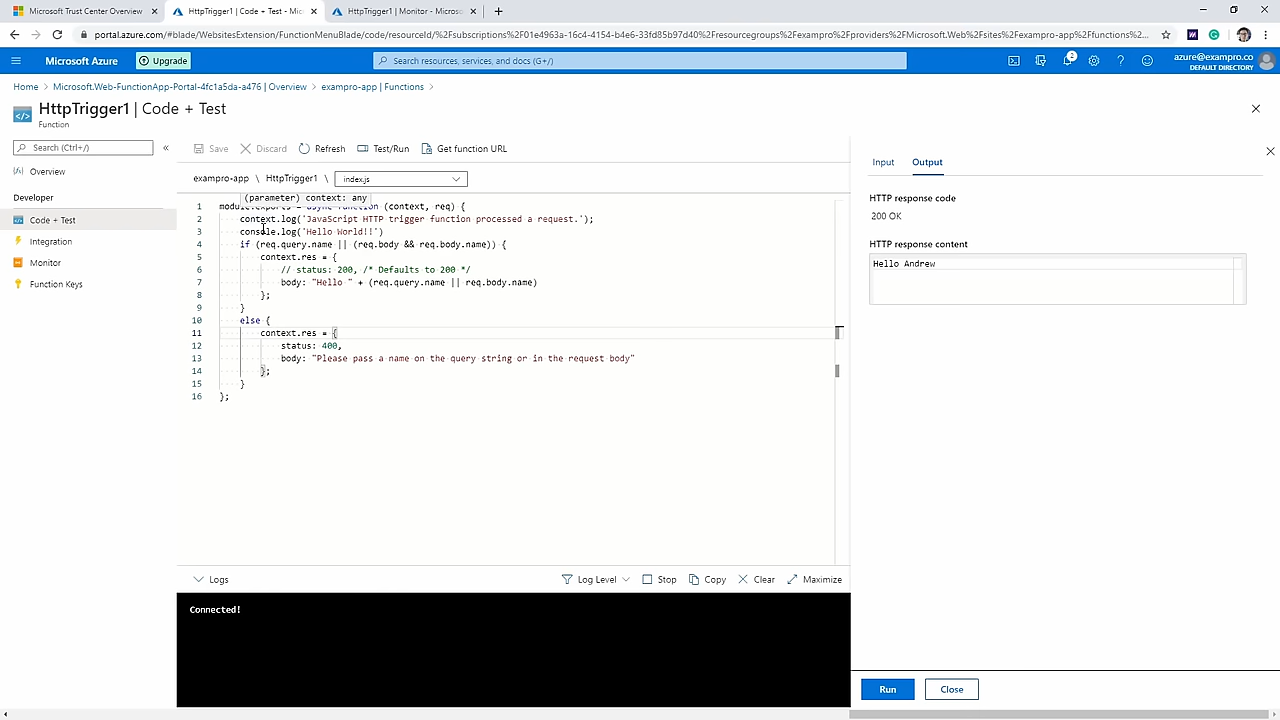 Microsoft Trust Center Overview
HttpTrigger1 | Code + Test - Mic
HttpTrigger1 | Monitor - Microso
portal.azure.com/#blade/WebsitesExtension/FunctionMenuBlade/code/resourceId/%2Fsubscriptions%2F01e4963a-16c4-4154-b4e6-33fd85b97d40%2Fresourcegroups%2Fexampro%2Fproviders%2FMicrosoft.Web%2Fsites%2Fexampro-app%2Ffunctions%2...
Microsoft Azure
Upgrade
Search resources, services, and docs (G+/)
azure@exampro.co
DEFAULT DIRECTORY
Home > Microsoft.Web-FunctionApp-Portal-4fc1a5da-a476 | Overview > exampro-app | Functions >
HttpTrigger1 | Code + Test
Function
Search (Ctrl+/)
Overview
Developer
Code + Test
Integration
Monitor
Function Keys
Save
Discard
Refresh
Test/Run
Get function URL
exampro-app \ HttpTrigger1 \ index.js
(parameter) context: any
1 module.exports = async function (context, req) {
2 context.log('JavaScript HTTP trigger function processed a request.');
3 console.log('Hello World!!')
4 if (req.query.name || (req.body && req.body.name)) {
5 context.res = {
6 // status: 200, /* Defaults to 200 */
7 body: "Hello " + (req.query.name || req.body.name)
8 };
9 }
10 else {
11 context.res = {
12 status: 400,
13 body: "Please pass a name on the query string or in the request body"
14 };
15 }
16 };
Logs
Log Level
Stop
Copy
Clear
Maximize
Connected!
Input
Output
HTTP response code
200 OK
HTTP response content
Hello Andrew
Run
Close